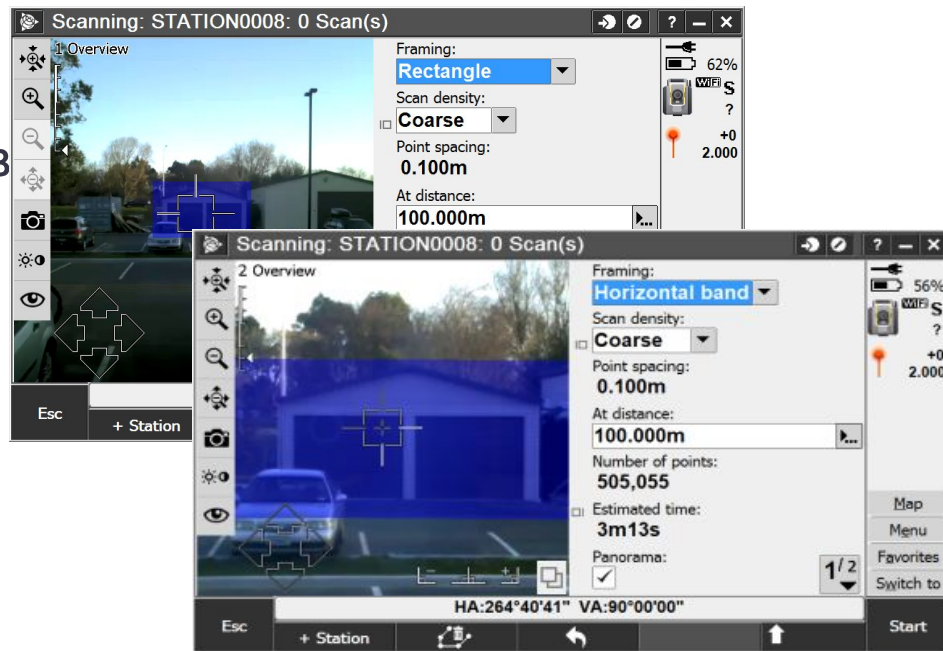 Scanning: STATION0008: 0 Scan(s)
?
1 Overview
Framing:
Rectangle
Scan density:
Coarse
Point spacing:
0.100m
At distance:
100.000m
62%
WiFi S
?
+0
2.000
Esc
+ Station
Scanning: STATION0008: 0 Scan(s)
?
2 Overview
Framing:
Horizontal band
Scan density:
Coarse
Point spacing:
0.100m
At distance:
100.000m
Number of points:
505,055
Estimated time:
3m13s
Panorama:
1/2
56%
WiFi S
?
+0
2.000
Map
Menu
Favorites
Switch to
HA:264°40'41" VA:90°00'00"
Esc
+ Station
Start